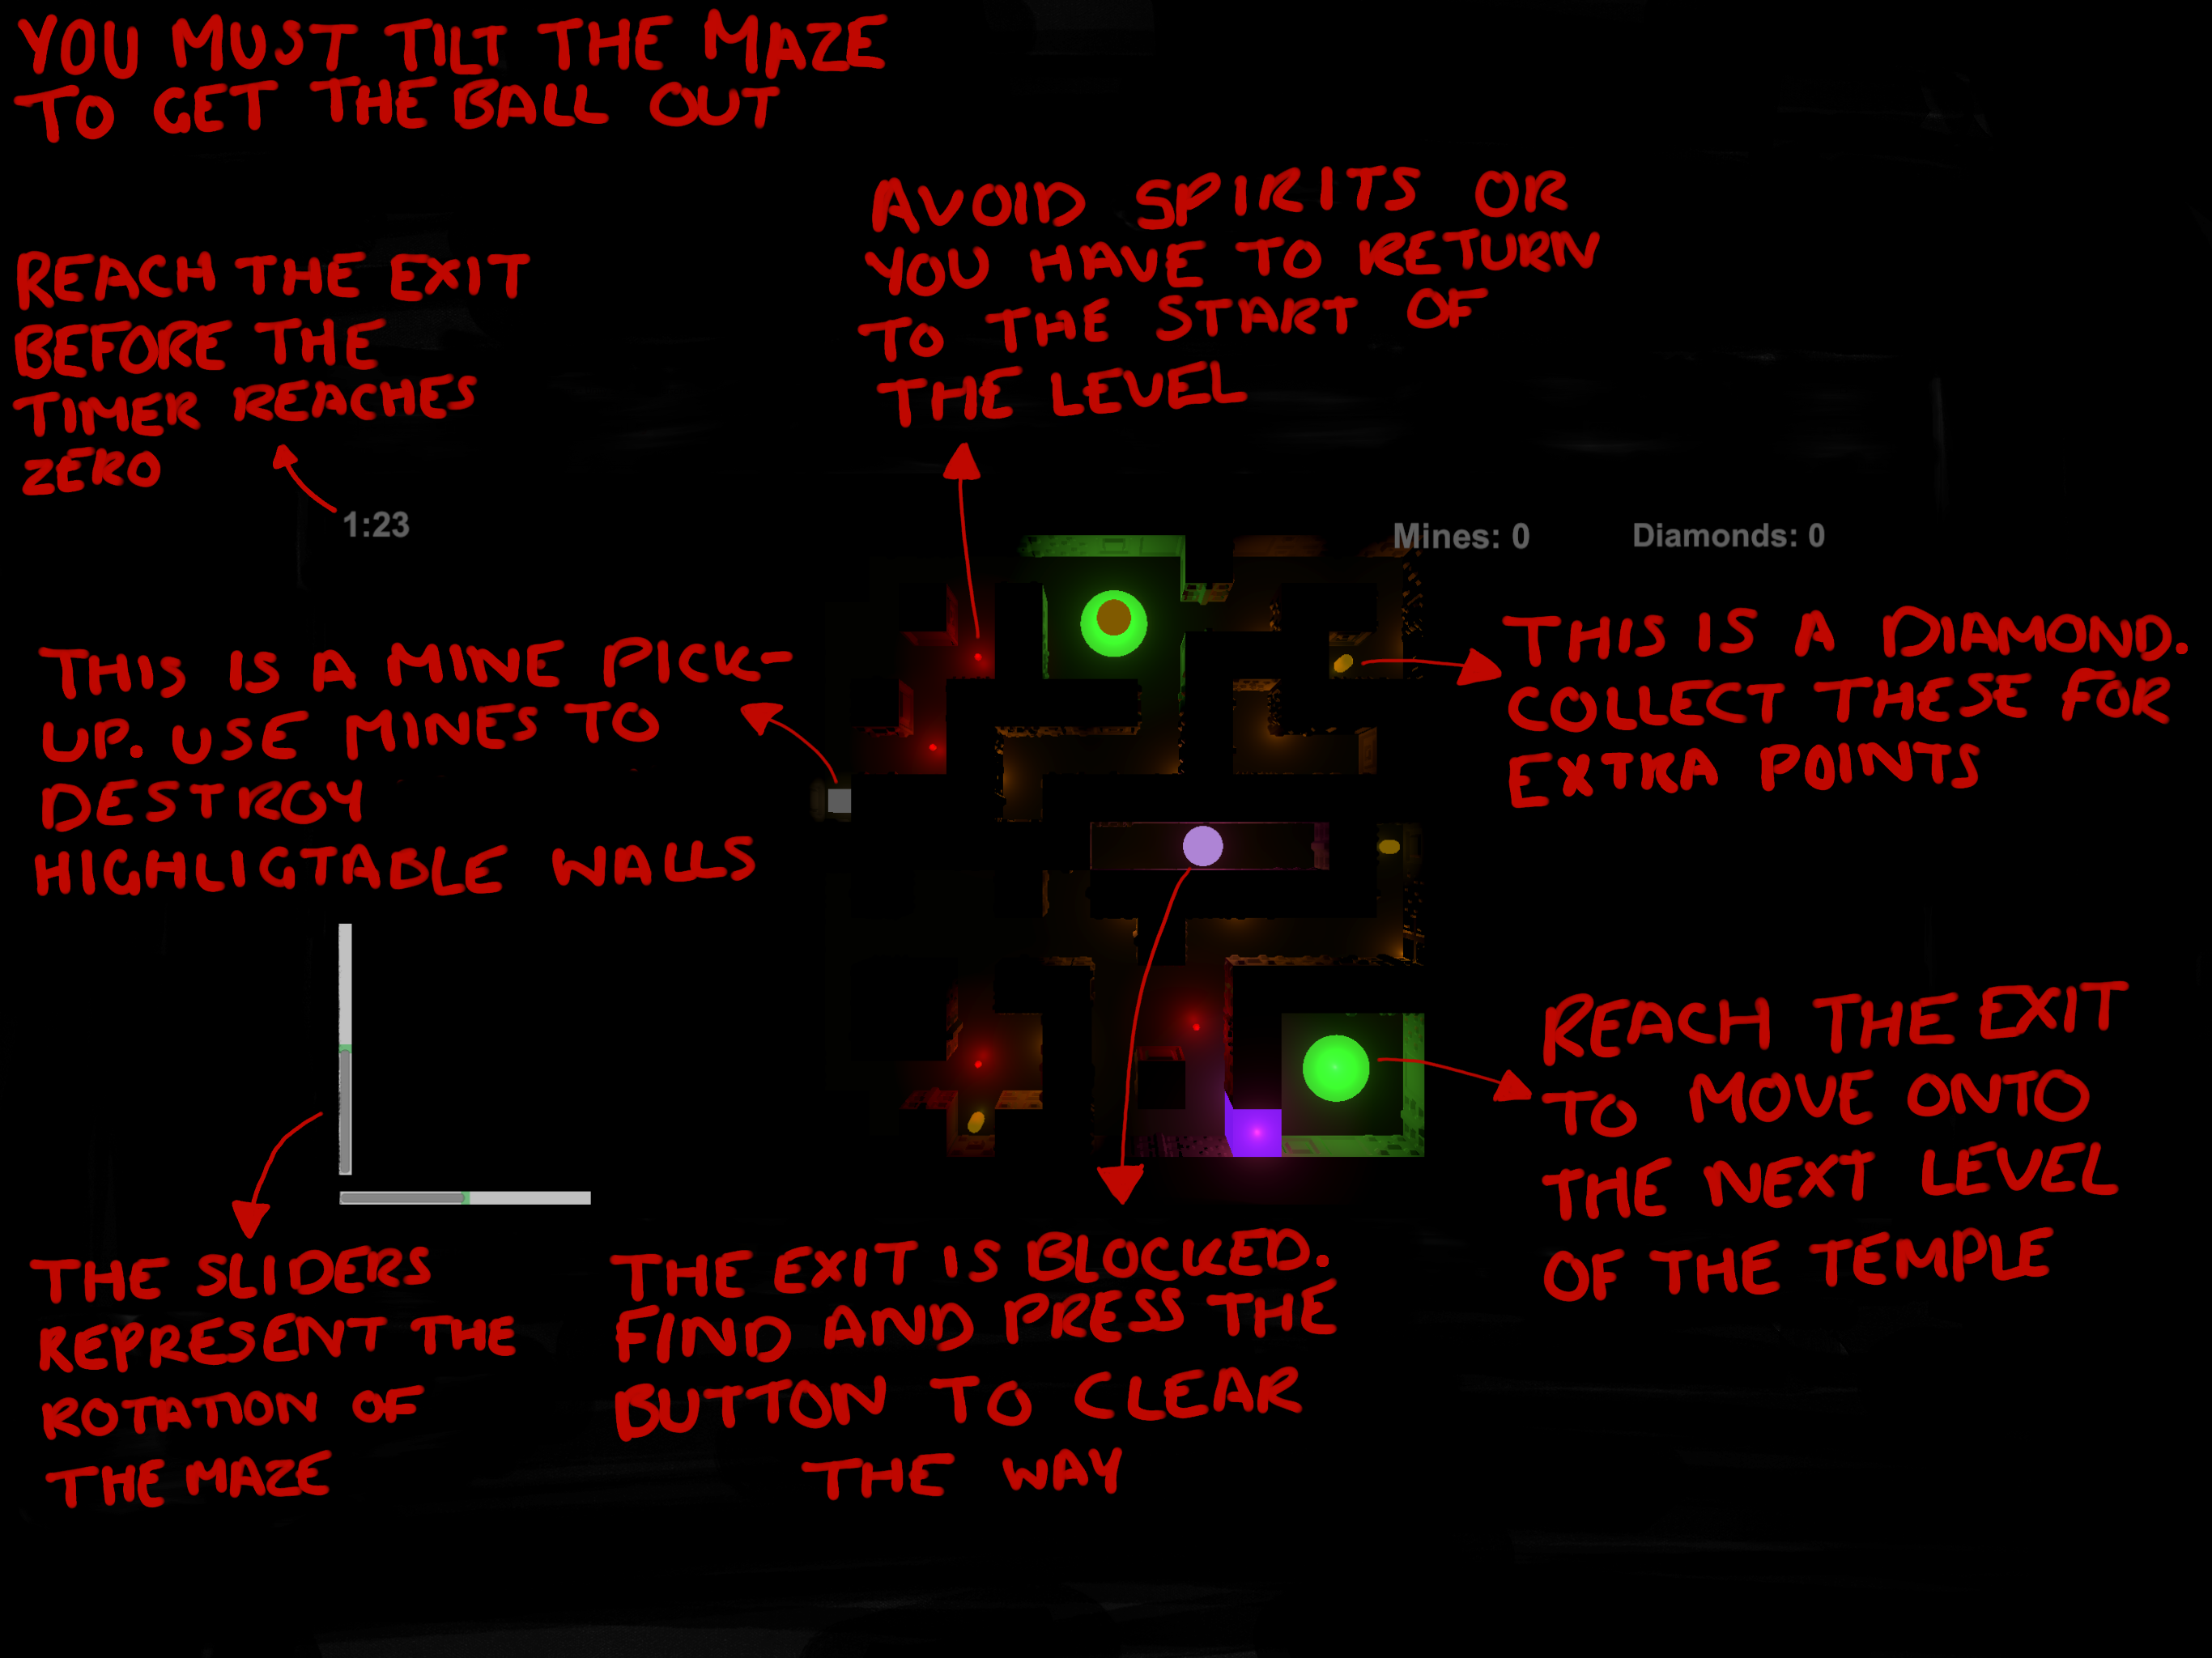 YOU MUST TILT THE MAZE
TO GET THE BALL OUT
AVOID SPIRITS OR
YOU HAVE TO RETURN
TO THE START OF
THE LEVEL
REACH THE EXIT
BEFORE THE
TIMER REACHES
ZERO
1:23
Mines: 0
Diamonds: 0
THIS IS A MINE PICK-
UP. USE MINES TO
DESTROY
HIGHLIGTABLE WALLS
THIS IS A DIAMOND.
COLLECT THESE FOR
EXTRA POINTS
REACH THE EXIT
TO MOVE ONTO
THE NEXT LEVEL
OF THE TEMPLE
THE SLIDERS
REPRESENT THE
ROTATION OF
THE MAZE
THE EXIT IS BLOCKED.
FIND AND PRESS THE
BUTTON TO CLEAR
THE WAY